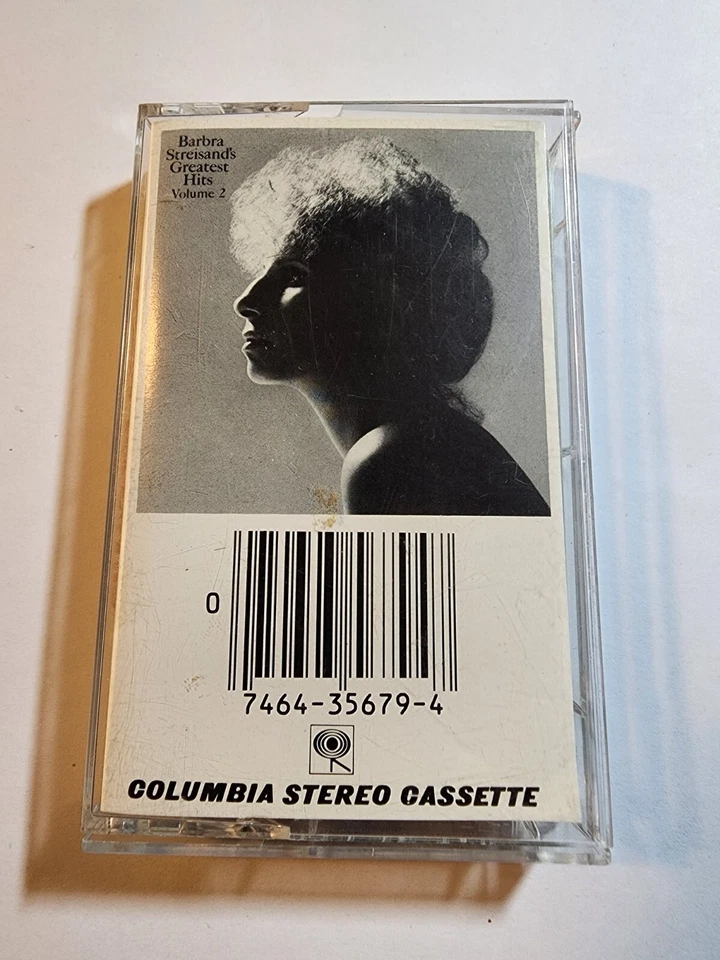 Barbra
Streisand's
Greatest
Hits
Volume 2
0
7464-35679-4
COLUMBIA STEREO CASSETTE